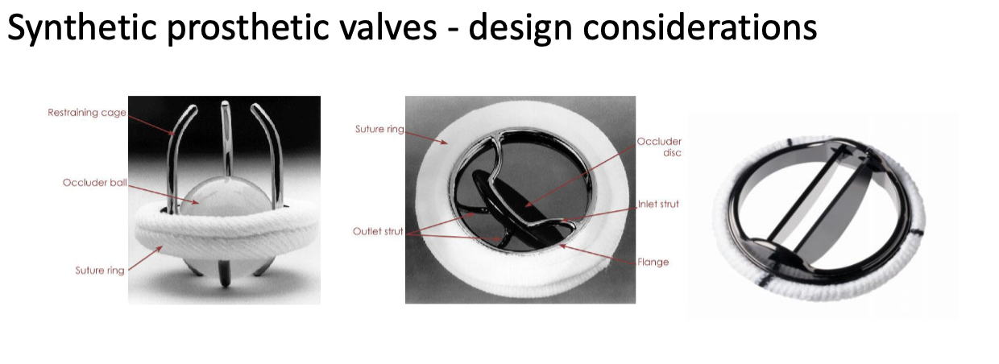 Synthetic prosthetic valves - design considerations
Restraining cage
Occluder ball
Suture ring
Suture ring
Outlet strut
Occluder
disc
Inlet strut
Flange